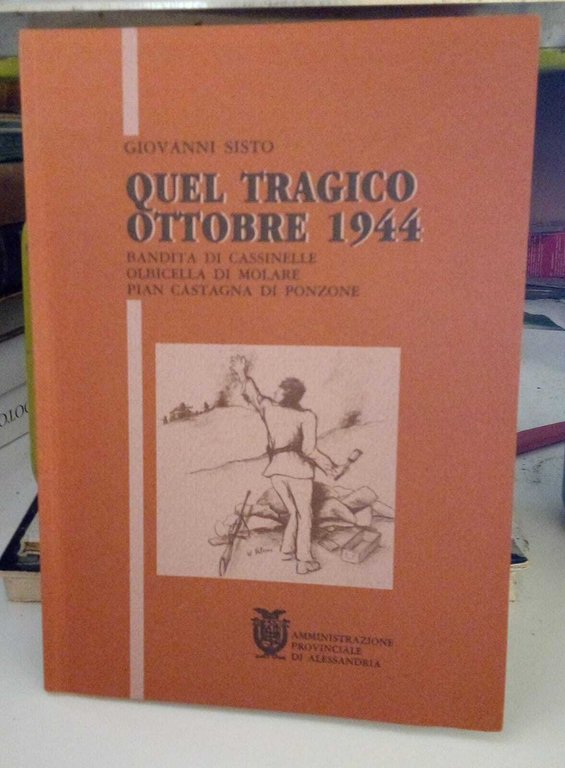 GIOVANNI SISTO
QUEL TRAGICO
OTTOBRE 1944
BANDITA DI CASSINELLE
OLBICELLA DI MOLARE
PIAN CASTAGNA DI PONZONE
AMMINISTRAZIONE
PROVINCIALE
DI ALESSANDRIA